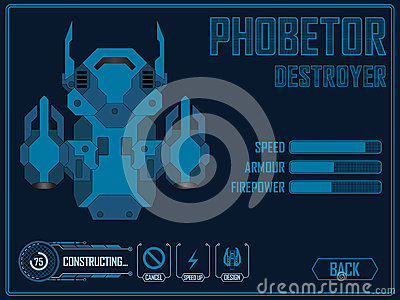 PHOBETOR
DESTROYER
SPEED
ARMOUR
FIREPOWER
75 CONSTRUCTING...
CANCEL
SPEED UP
DESIGN
BACK
dreamstime.com